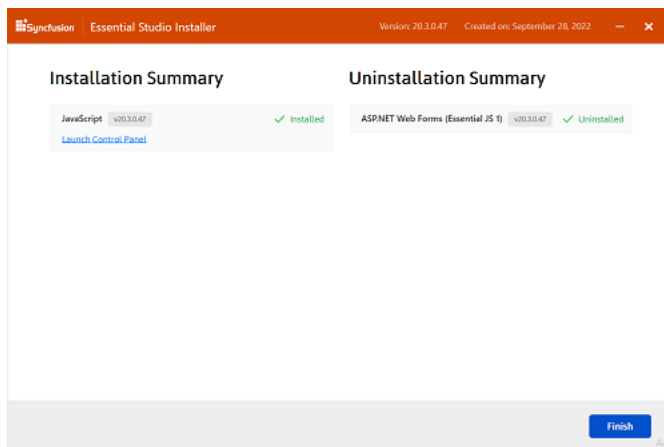 Syncfusion Essential Studio Installer Version: 20.3.0.47 Created on: September 28, 2022
Installation Summary
JavaScript v20.3.0.47 Installed
Launch Control Panel
Uninstallation Summary
ASP.NET Web Forms (Essential JS 1) v20.3.0.47 Uninstalled
Finish